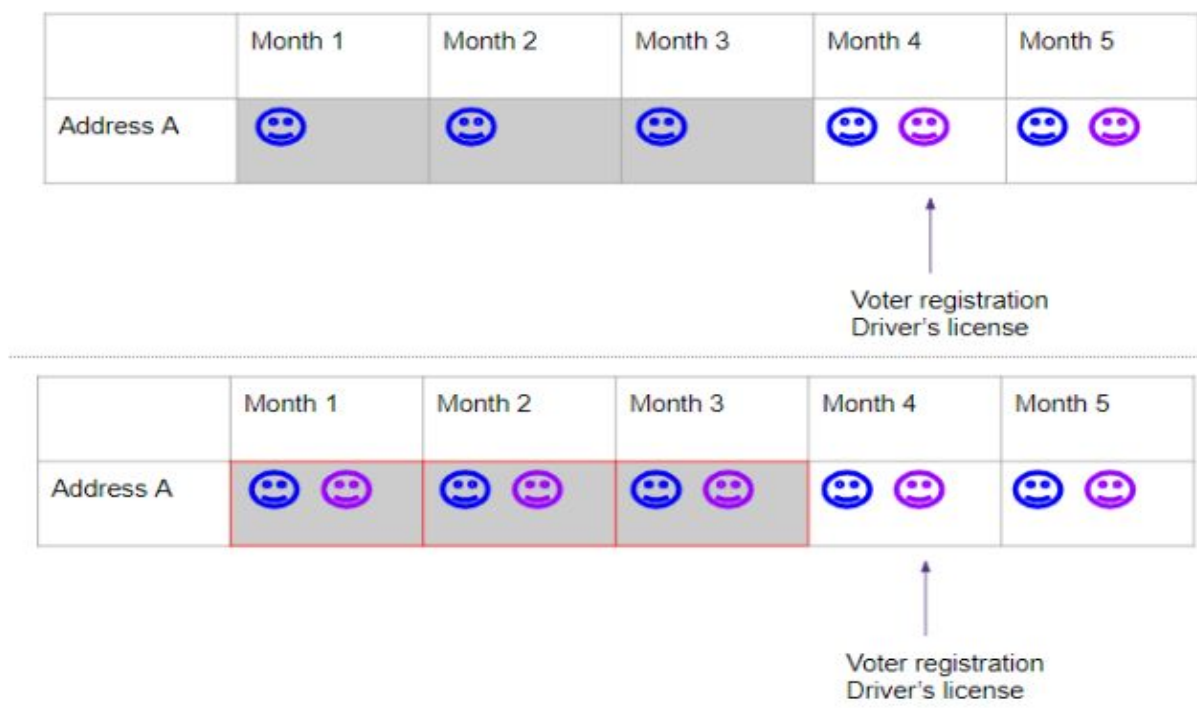 Month 1 Month 2 Month 3 Month 4 Month 5
Address A
Voter registration
Driver's license
Month 1 Month 2 Month 3 Month 4 Month 5
Address A
Voter registration
Driver's license